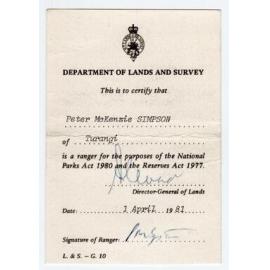 DEPARTMENT OF LANDS AND SURVEY
This is to certify that
Peter McKenzie SIMPSON
of Turangi
is a ranger for the purposes of the National
Parks Act 1980 and the Reserves Act 1977.
Director-General of Lands
Date: 1 April 1981
Signature of Ranger:
L. & S. – G. 10